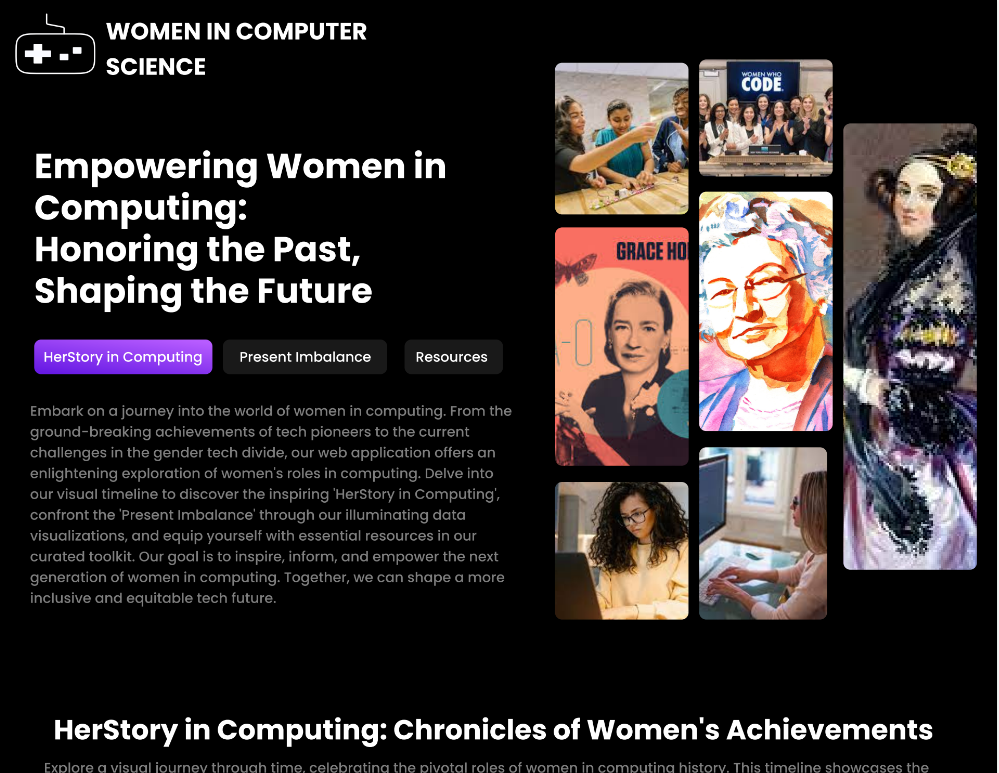 WOMEN IN COMPUTER
SCIENCE
Empowering Women in
Computing:
Honoring the Past,
Shaping the Future
HerStory in Computing
Present Imbalance
Resources
Embark on a journey into the world of women in computing. From the
ground-breaking achievements of tech pioneers to the current
challenges in the gender tech divide, our web application offers an
enlightening exploration of women's roles in computing. Delve into
our visual timeline to discover the inspiring 'HerStory in Computing',
confront the 'Present Imbalance' through our illuminating data
visualizations, and equip yourself with essential resources in our
curated toolkit. Our goal is to inspire, inform, and empower the next
generation of women in computing. Together, we can shape a more
inclusive and equitable tech future.
WOMEN WHO
CODE
GRACE HO
HerStory in Computing: Chronicles of Women's Achievements
Explore a visual journey through time, celebrating the pivotal roles of women in computing history. This timeline showcases the